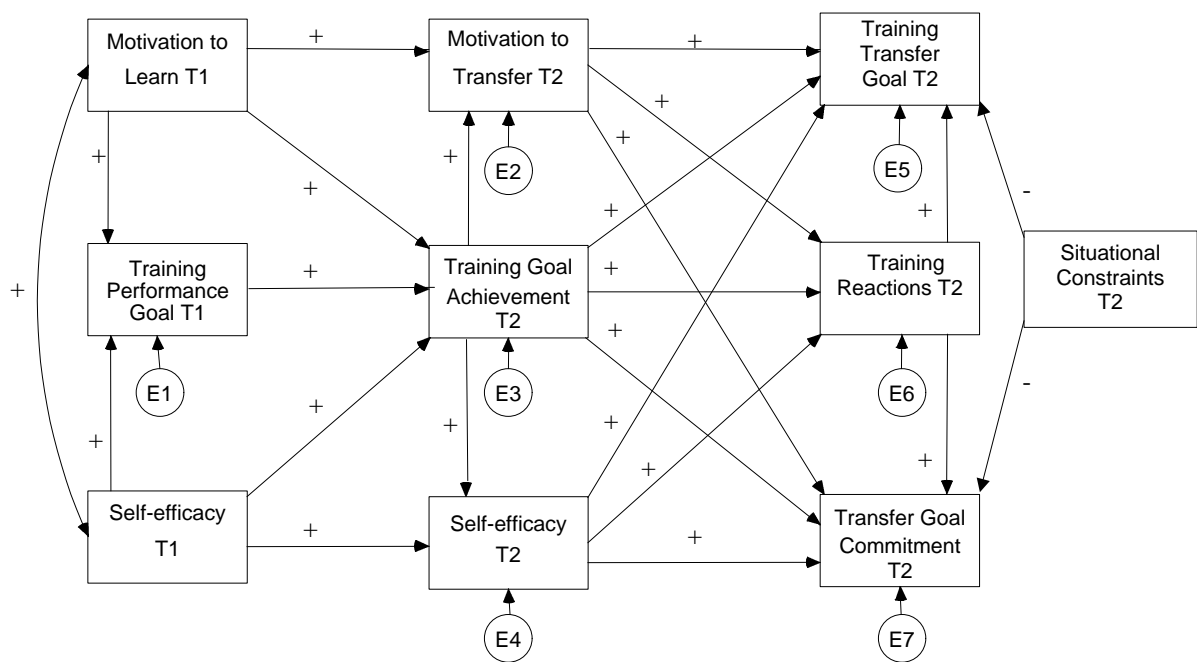 Motivation to
Learn T1
+
Motivation to
Transfer T2
+
Training
Transfer
Goal T2
+
+
+
+
E2
E5
+
-
+
+
Training
Performance
Goal T1
+
Training Goal
Achievement
T2
+
Training
Reactions T2
Situational
Constraints
T2
+
+
E1
E3
E6
+
-
+
+
+
+
+
Self-efficacy
T1
+
Self-efficacy
T2
+
Transfer Goal
Commitment
T2
E4
E7